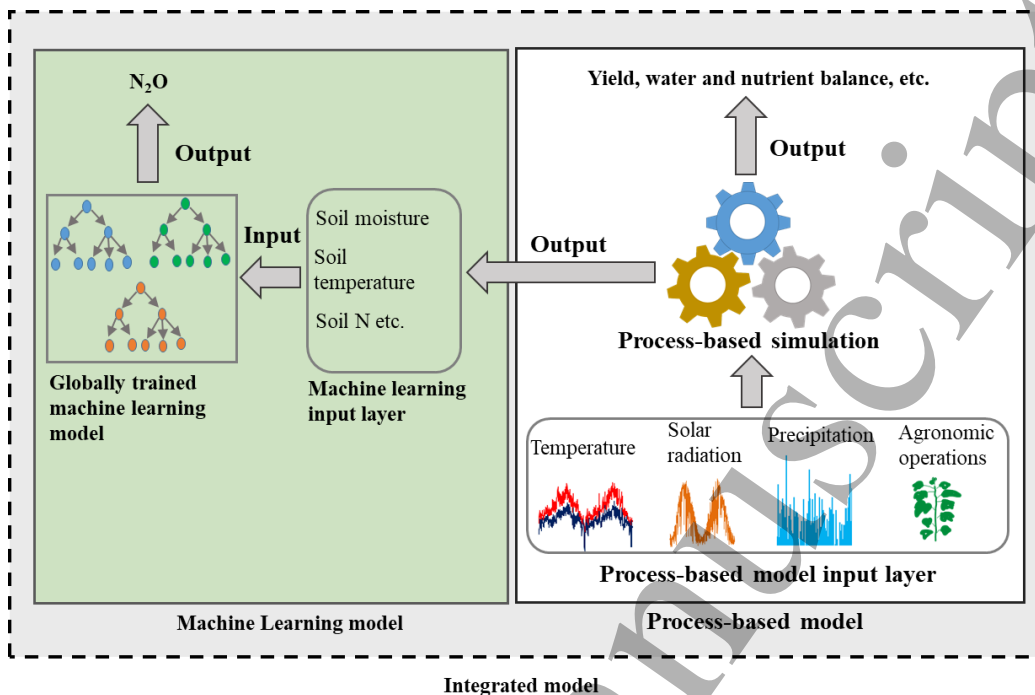 N₂O
Output
Input
Soil moisture
Soil
temperature
Soil N etc.
Globally trained
machine learning
model
Machine learning
input layer
Machine Learning model
Yield, water and nutrient balance, etc.
Output
Output
Process-based simulation
Temperature
Solar
radiation
Precipitation
Agronomic
operations
Process-based model input layer
Process-based model
Integrated model
nuscrip